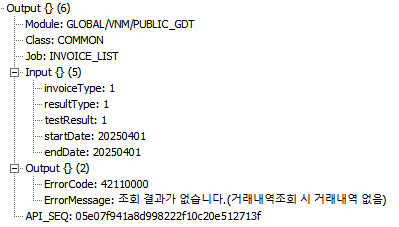 Output {} (6)
Module: GLOBAL/VNM/PUBLIC_GDT
Class: COMMON
Job: INVOICE_LIST
Input {} (5)
invoiceType: 1
resultType: 1
testResult: 1
startDate: 20250401
endDate: 20250401
Output {} (2)
ErrorCode: 42110000
ErrorMessage: 조회 결과가 없습니다.(거래내역조회 시 거래내역 없음)
API_SEQ: 05e07f941a8d998222f10c20e512713f